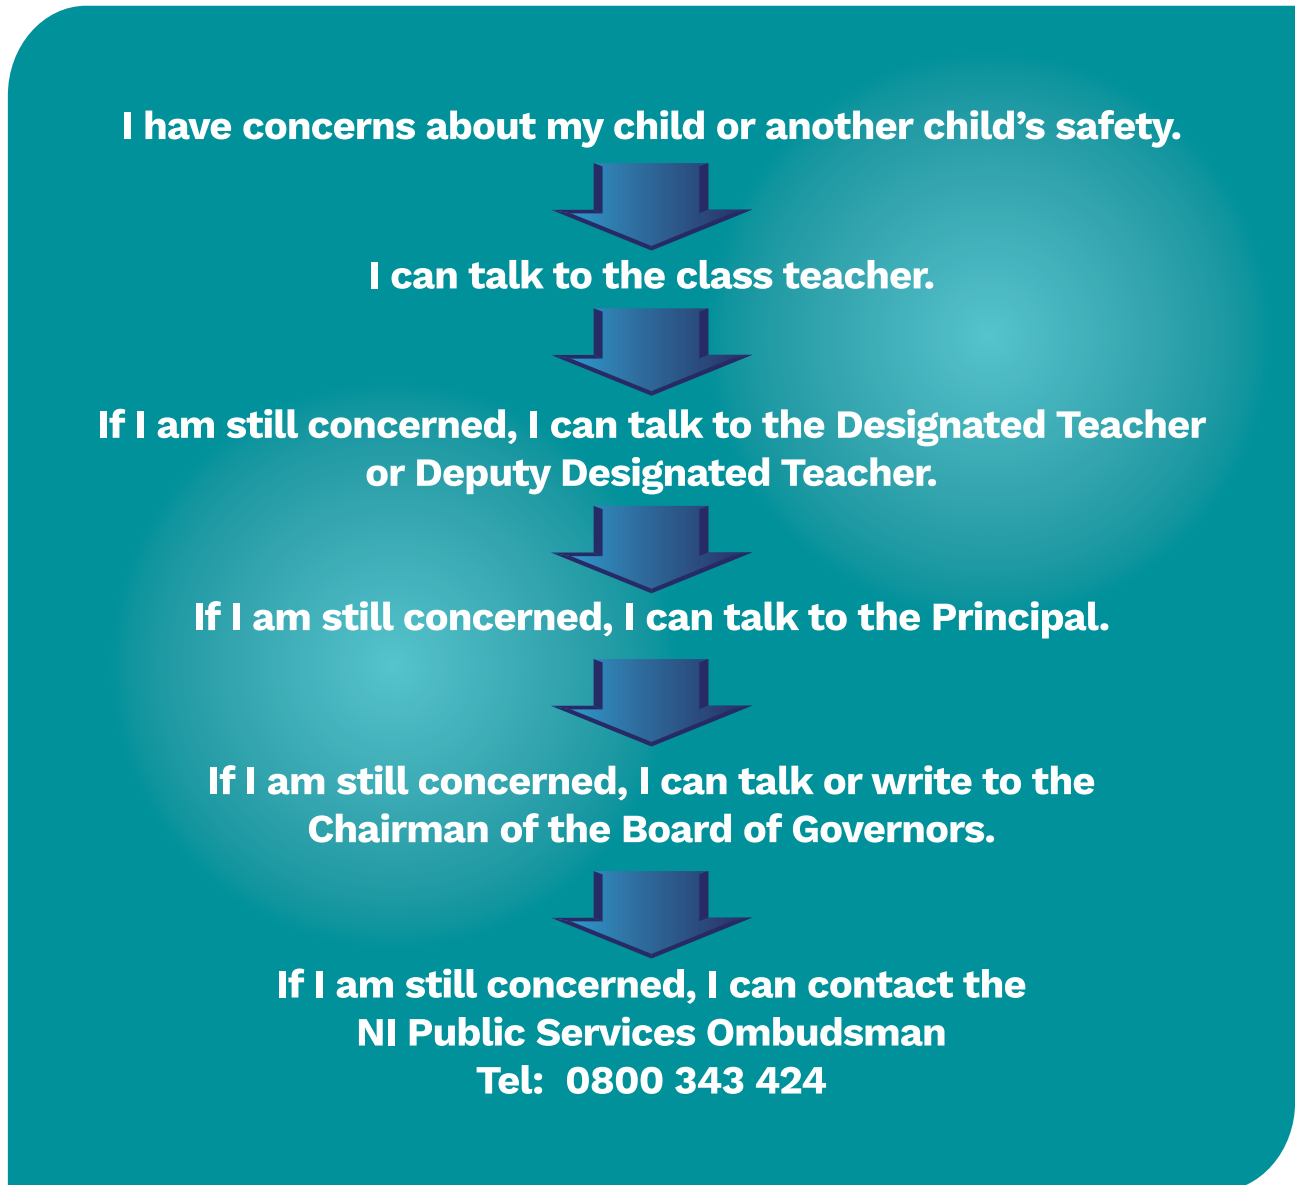 I have concerns about my child or another child’s safety.
I can talk to the class teacher.
If I am still concerned, I can talk to the Designated Teacher
or Deputy Designated Teacher.
If I am still concerned, I can talk to the Principal.
If I am still concerned, I can talk or write to the
Chairman of the Board of Governors.
If I am still concerned, I can contact the
NI Public Services Ombudsman
Tel:  0800 343 424